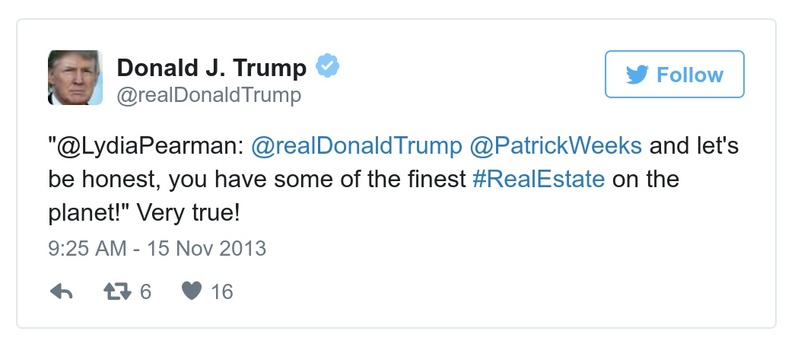 Donald J. Trump
@realDonaldTrump
Follow
"@LydiaPearman: @realDonaldTrump @PatrickWeeks and let's
be honest, you have some of the finest #RealEstate on the
planet!" Very true!
9:25 AM - 15 Nov 2013
6
16